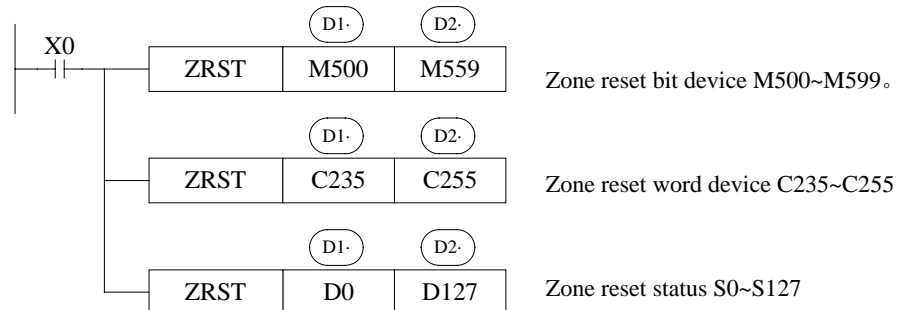 D1· D2·
X0
ZRST M500 M559 Zone reset bit device M500~M599。
D1· D2·
ZRST C235 C255 Zone reset word device C235~C255
D1· D2·
ZRST D0 D127 Zone reset status S0~S127